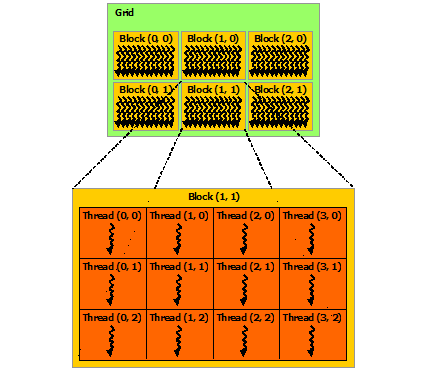 Grid
Block (0, 0) Block (1, 0) Block (2, 0)
Block (0, 1) Block (1, 1) Block (2, 1)
Block (1, 1)
Thread (0, 0) Thread (1, 0) Thread (2, 0) Thread (3, 0)
Thread (0, 1) Thread (1, 1) Thread (2, 1) Thread (3, 1)
Thread (0, 2) Thread (1, 2) Thread (2, 2) Thread (3, 2)